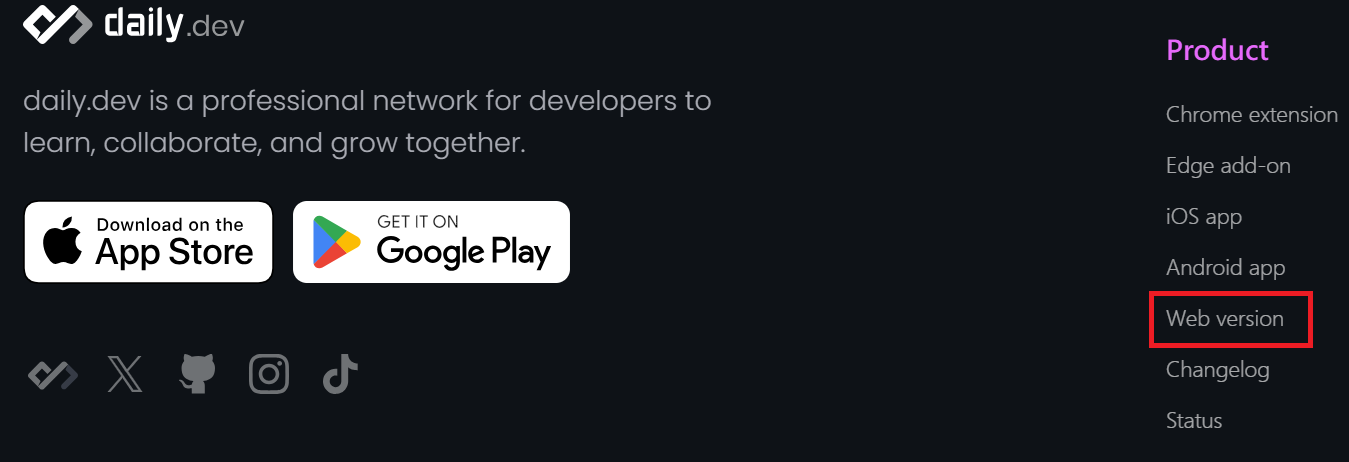 daily.dev
daily.dev is a professional network for developers to
learn, collaborate, and grow together.
Download on the
App Store
GET IT ON
Google Play
Product
Chrome extension
Edge add-on
iOS app
Android app
Web version
Changelog
Status